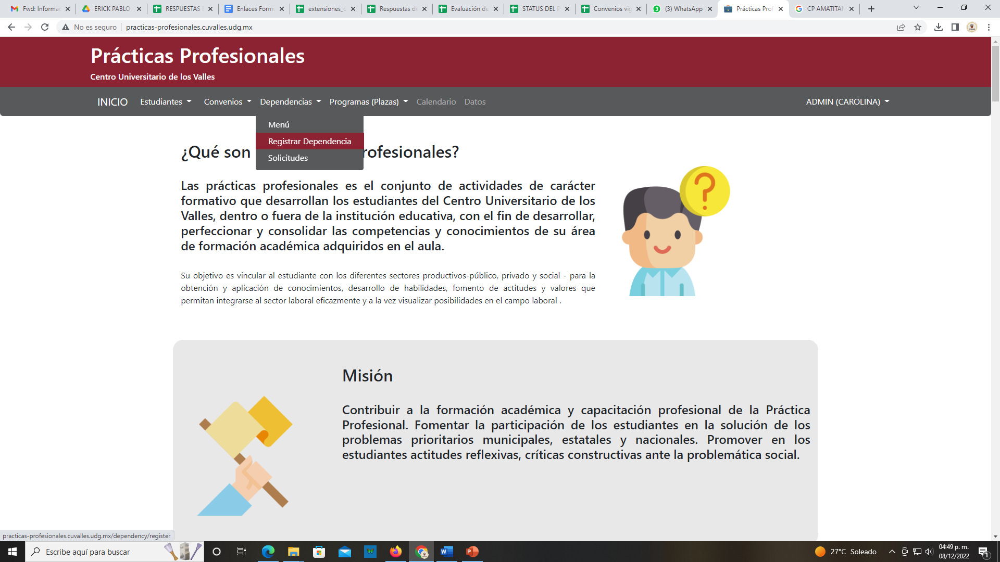 Fwd: Informac
ERICK PABLO
RESPUESTAS
Enlaces Form
extensiones_c
Respuestas de
Evaluación de
STATUS DEL P
Convenios vig
(3) WhatsApp
Prácticas Prof
CP AMATITAN
No es seguro
practicas-profesionales.cuvalles.udg.mx
Prácticas Profesionales
Centro Universitario de los Valles
INICIO Estudiantes Convenios Dependencias Programas (Plazas) Calendario Datos ADMIN (CAROLINA)
Menú
Registrar Dependencia
Solicitudes
¿Qué son rofesionales?
Las prácticas profesionales es el conjunto de actividades de carácter
formativo que desarrollan los estudiantes del Centro Universitario de los
Valles, dentro o fuera de la institución educativa, con el fin de desarrollar,
perfeccionar y consolidar las competencias y conocimientos de su área
de formación académica adquiridos en el aula.
Su objetivo es vincular al estudiante con los diferentes sectores productivos-público, privado y social - para la
obtención y aplicación de conocimientos, desarrollo de habilidades, fomento de actitudes y valores que
permitan integrarse al sector laboral eficazmente y a la vez visualizar posibilidades en el campo laboral .
Misión
Contribuir a la formación académica y capacitación profesional de la Práctica
Profesional. Fomentar la participación de los estudiantes en la solución de los
problemas prioritarios municipales, estatales y nacionales. Promover en los
estudiantes actitudes reflexivas, críticas constructivas ante la problemática social.
practicas-profesionales.cuvalles.udg.mx/dependency/register
Escribe aquí para buscar
27°C Soleado
04:49 p. m.
08/12/2022
1